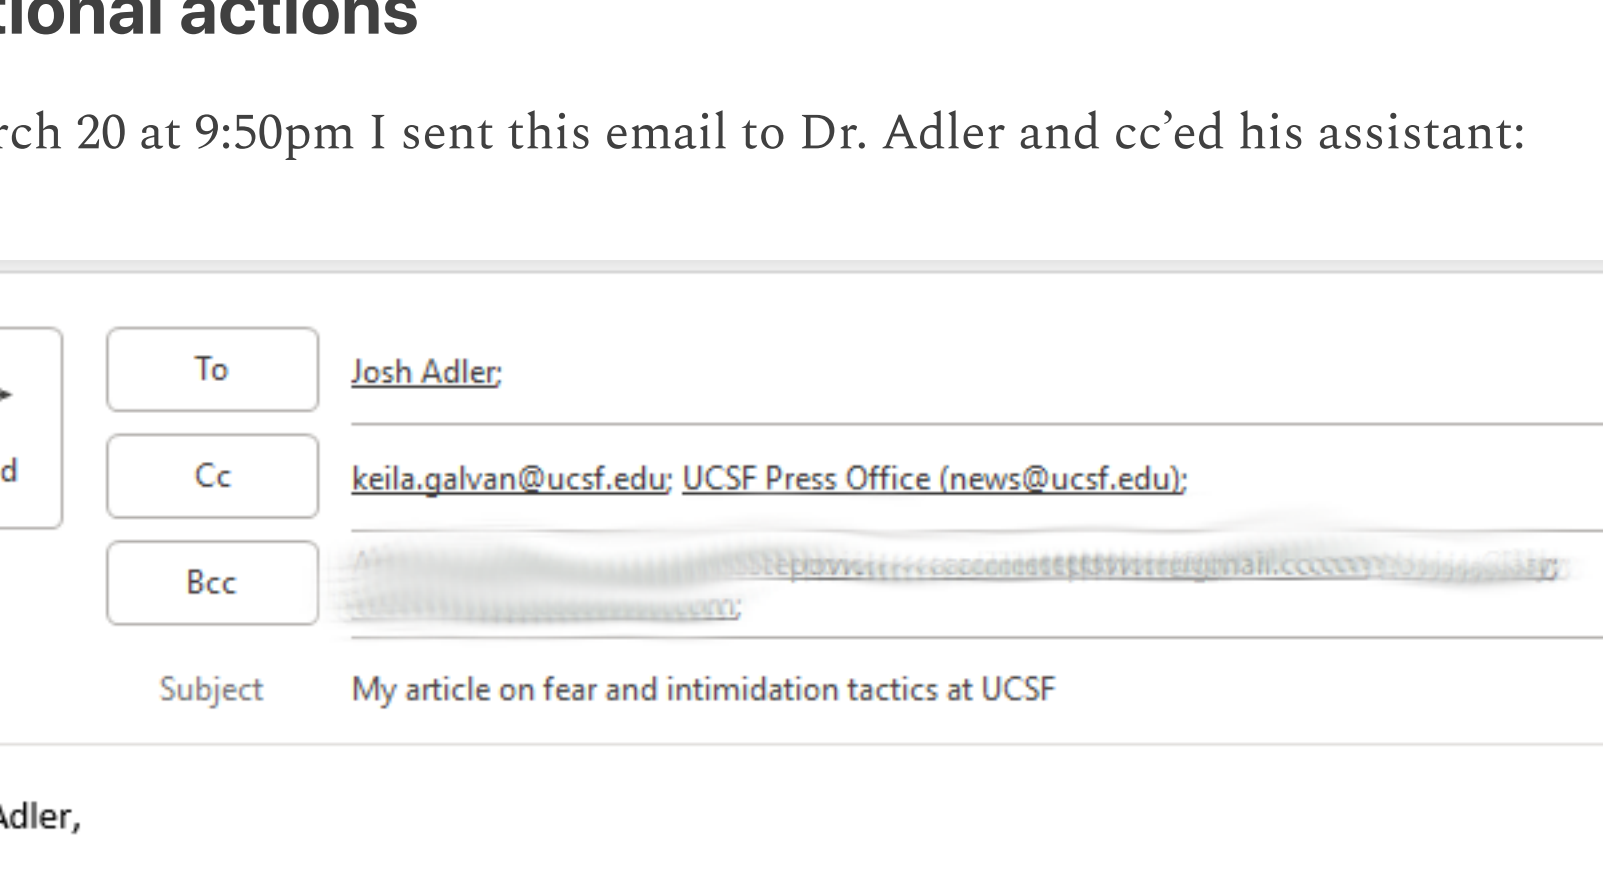 tional actions
rch 20 at 9:50pm I sent this email to Dr. Adler and cc’ed his assistant:
To
Josh Adler;
d
Cc
keila.galvan@ucsf.edu; UCSF Press Office (news@ucsf.edu);
Bcc
Subject
My article on fear and intimidation tactics at UCSF
Adler,